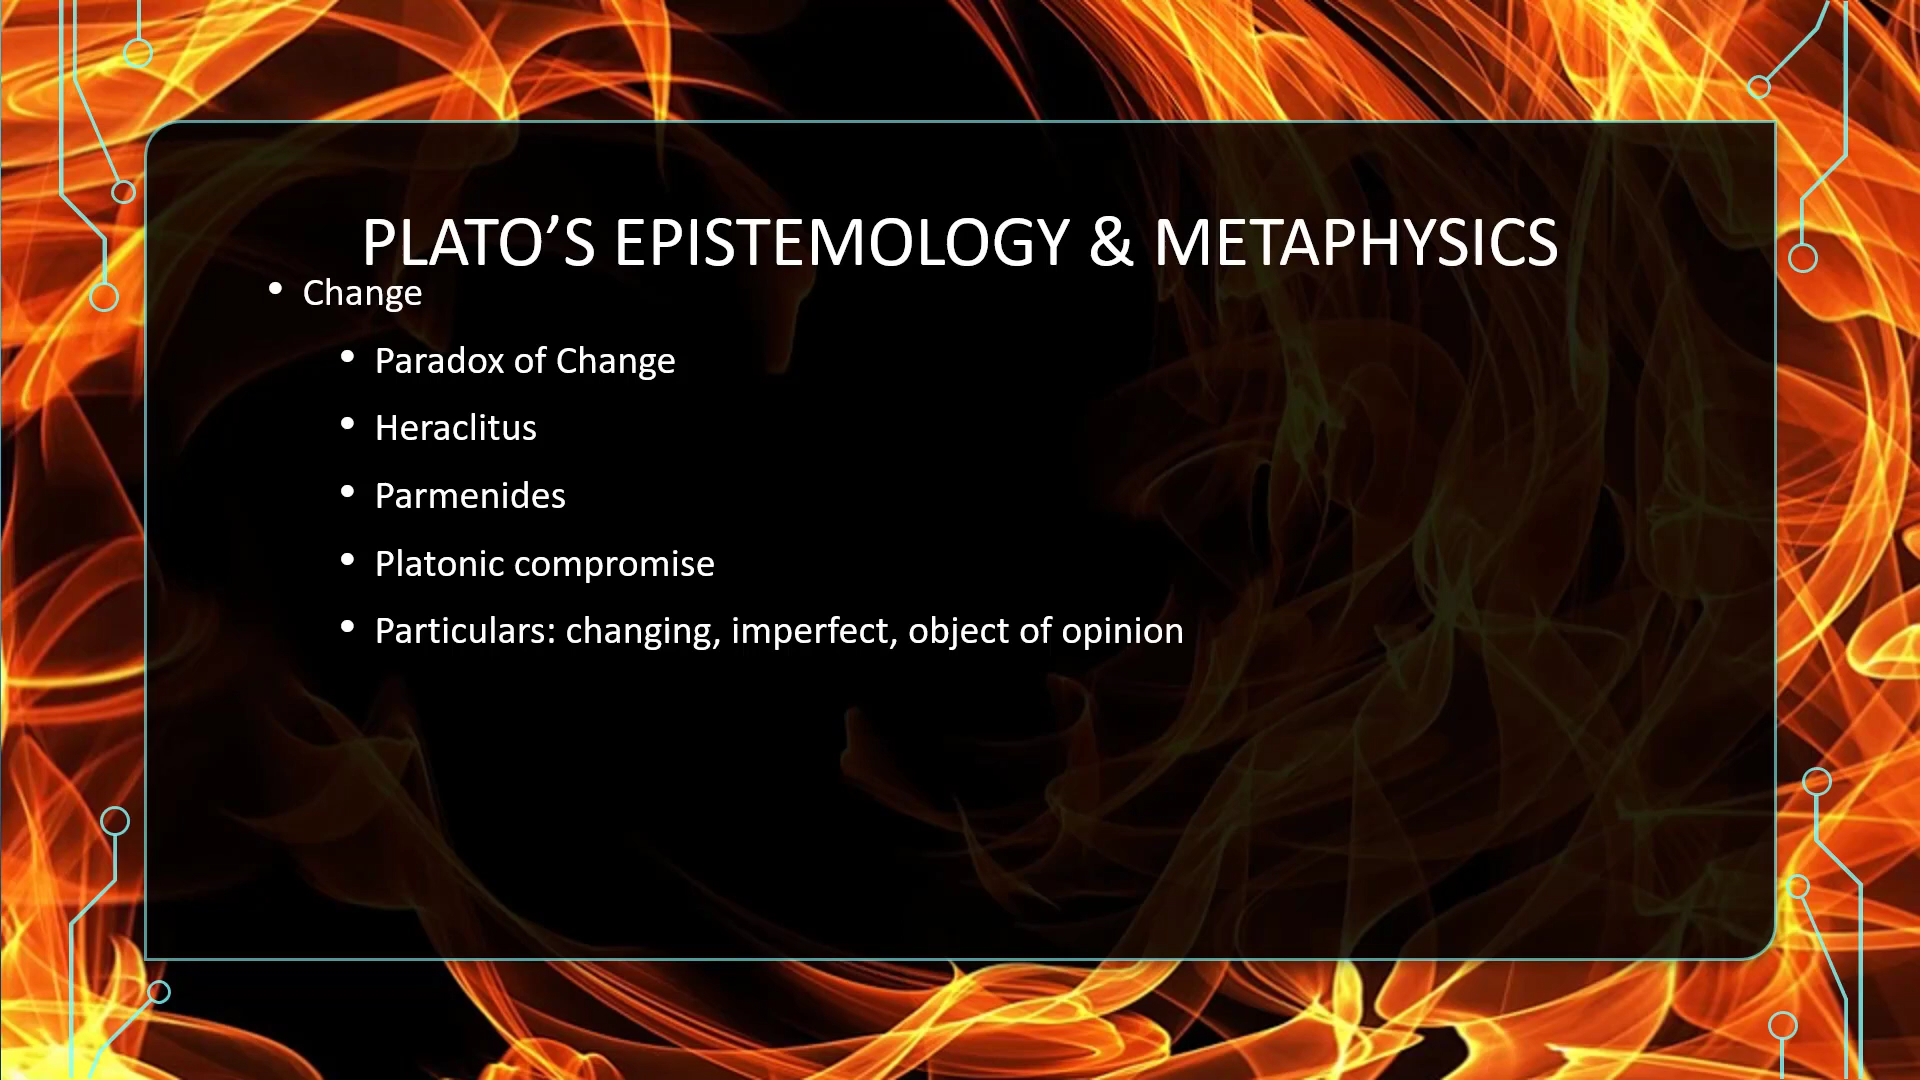 PLATO’S EPISTEMOLOGY & METAPHYSICS
• Change
• Paradox of Change
• Heraclitus
• Parmenides
• Platonic compromise
• Particulars: changing, imperfect, object of opinion